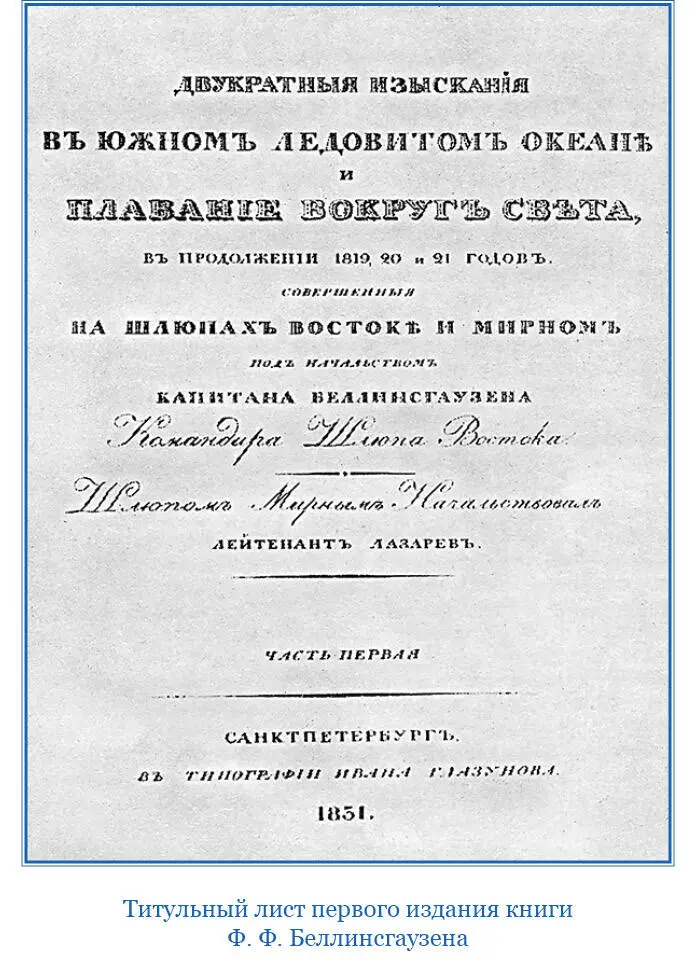 ДВУКРАТНЫЯ ИЗЫСКАНІЯ
ВЪ ЮЖНОМЪ ЛЕДОВИТОМЪ ОКЕАНѢ
И
ПЛАВАНІЕ ВОКРУГЪ СВѢТА,
ВЪ ПРОДОЛЖЕНІИ 1819, 20 и 21 ГОДОВЪ.
СОВЕРШЕННЫЯ
НА ШЛЮПАХЪ ВОСТОКѢ И МИРНОМЪ
ПОДЪ НАЧАЛЬСТВОМЪ
КАПИТАНА БЕЛЛИНСГАУЗЕНА
Командира Шлюпа Востока
Шлюпомъ Мирнымъ Начальствовалъ
ЛЕЙТЕНАНТЪ ЛАЗАРЕВЪ.
ЧАСТЬ ПЕРВАЯ
САНКТПЕТЕРБУРГЪ.
ВЪ ТИПОГРАФІИ ИВАНА ГЛАЗУНОВА.
1831.
Титульный лист первого издания книги
Ф. Ф. Беллинсгаузена